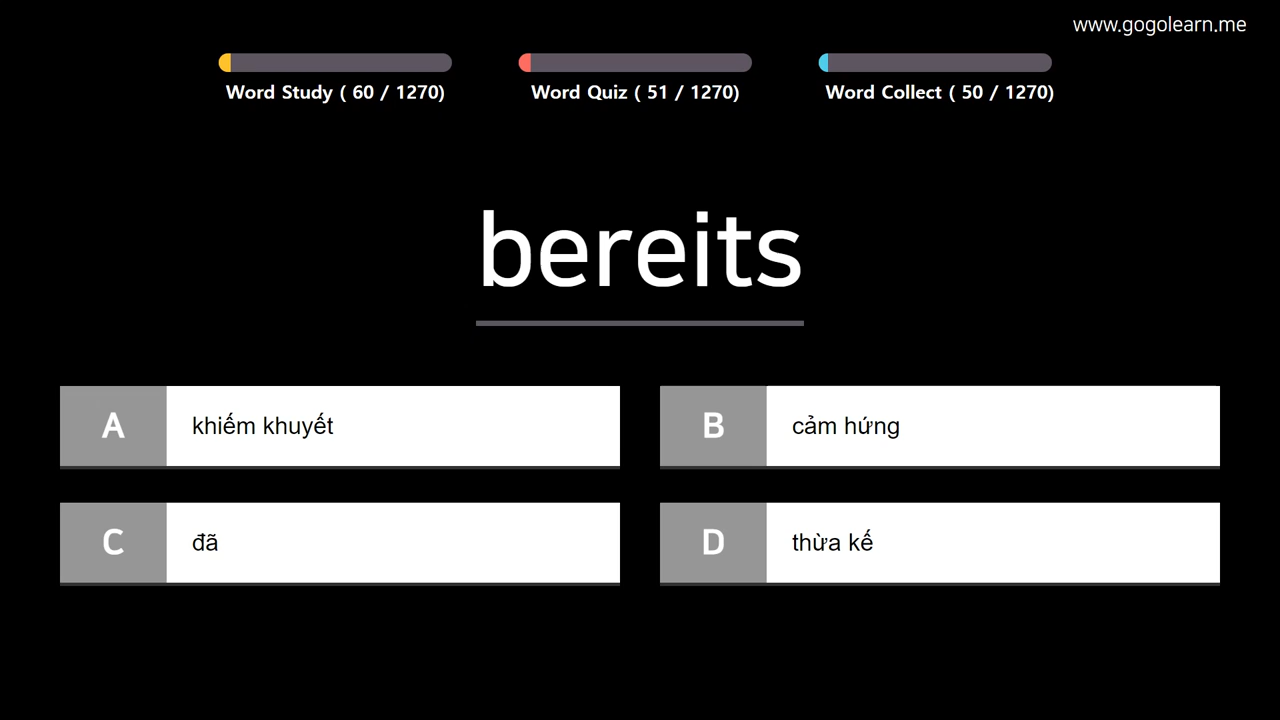 www.gogolearn.me
Word Study ( 60 / 1270)
Word Quiz ( 51 / 1270)
Word Collect ( 50 / 1270)
bereits
A khiếm khuyết
B cảm hứng
C đã
D thừa kế